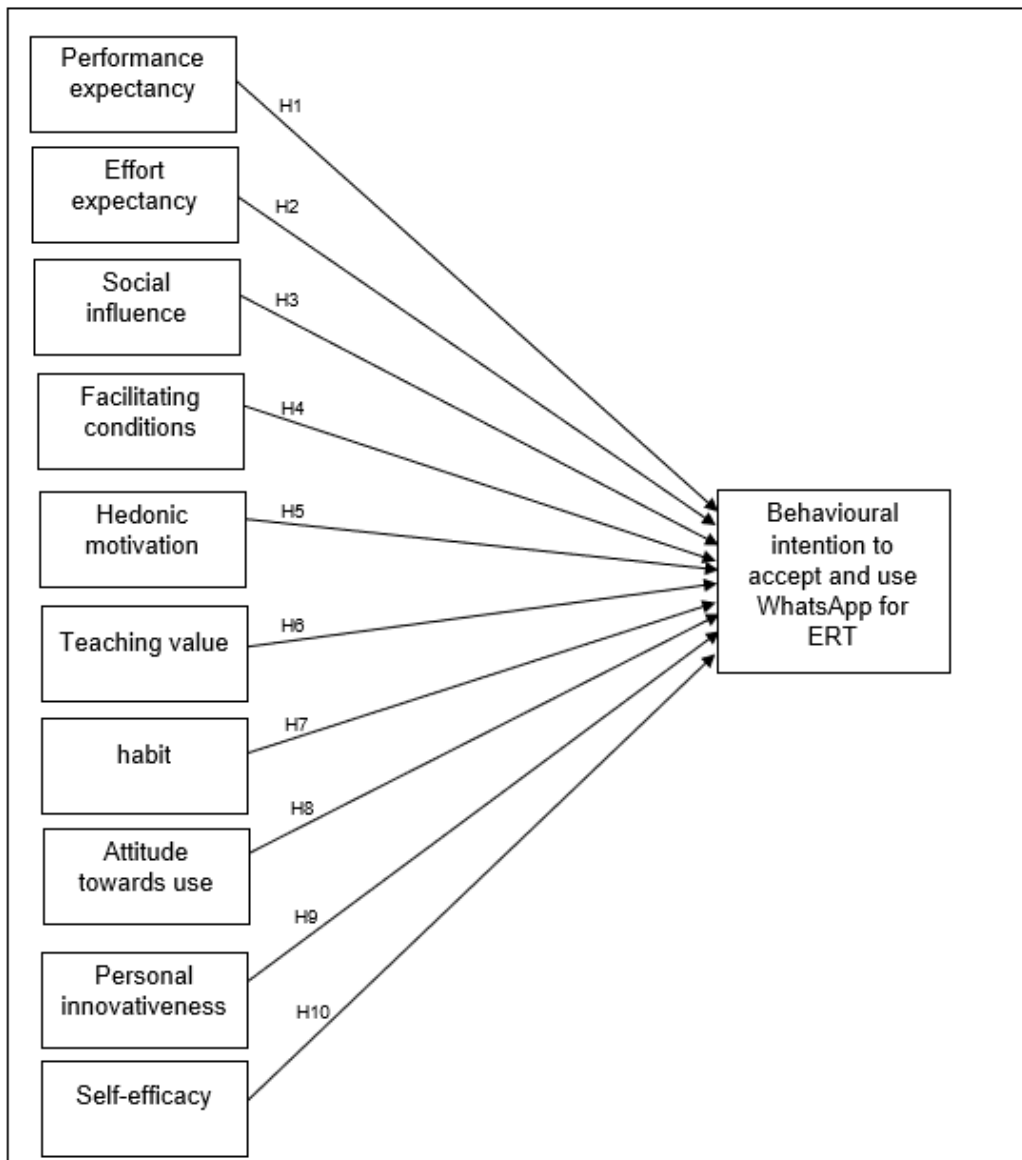 Performance
expectancy
H1
Effort
expectancy
H2
Social
influence
H3
Facilitating
conditions
H4
Hedonic
motivation
H5
Teaching value
H6
habit
H7
Attitude
towards use
H8
Personal
innovativeness
H9
Self-efficacy
H10
Behavioural
intention to
accept and use
WhatsApp for
ERT